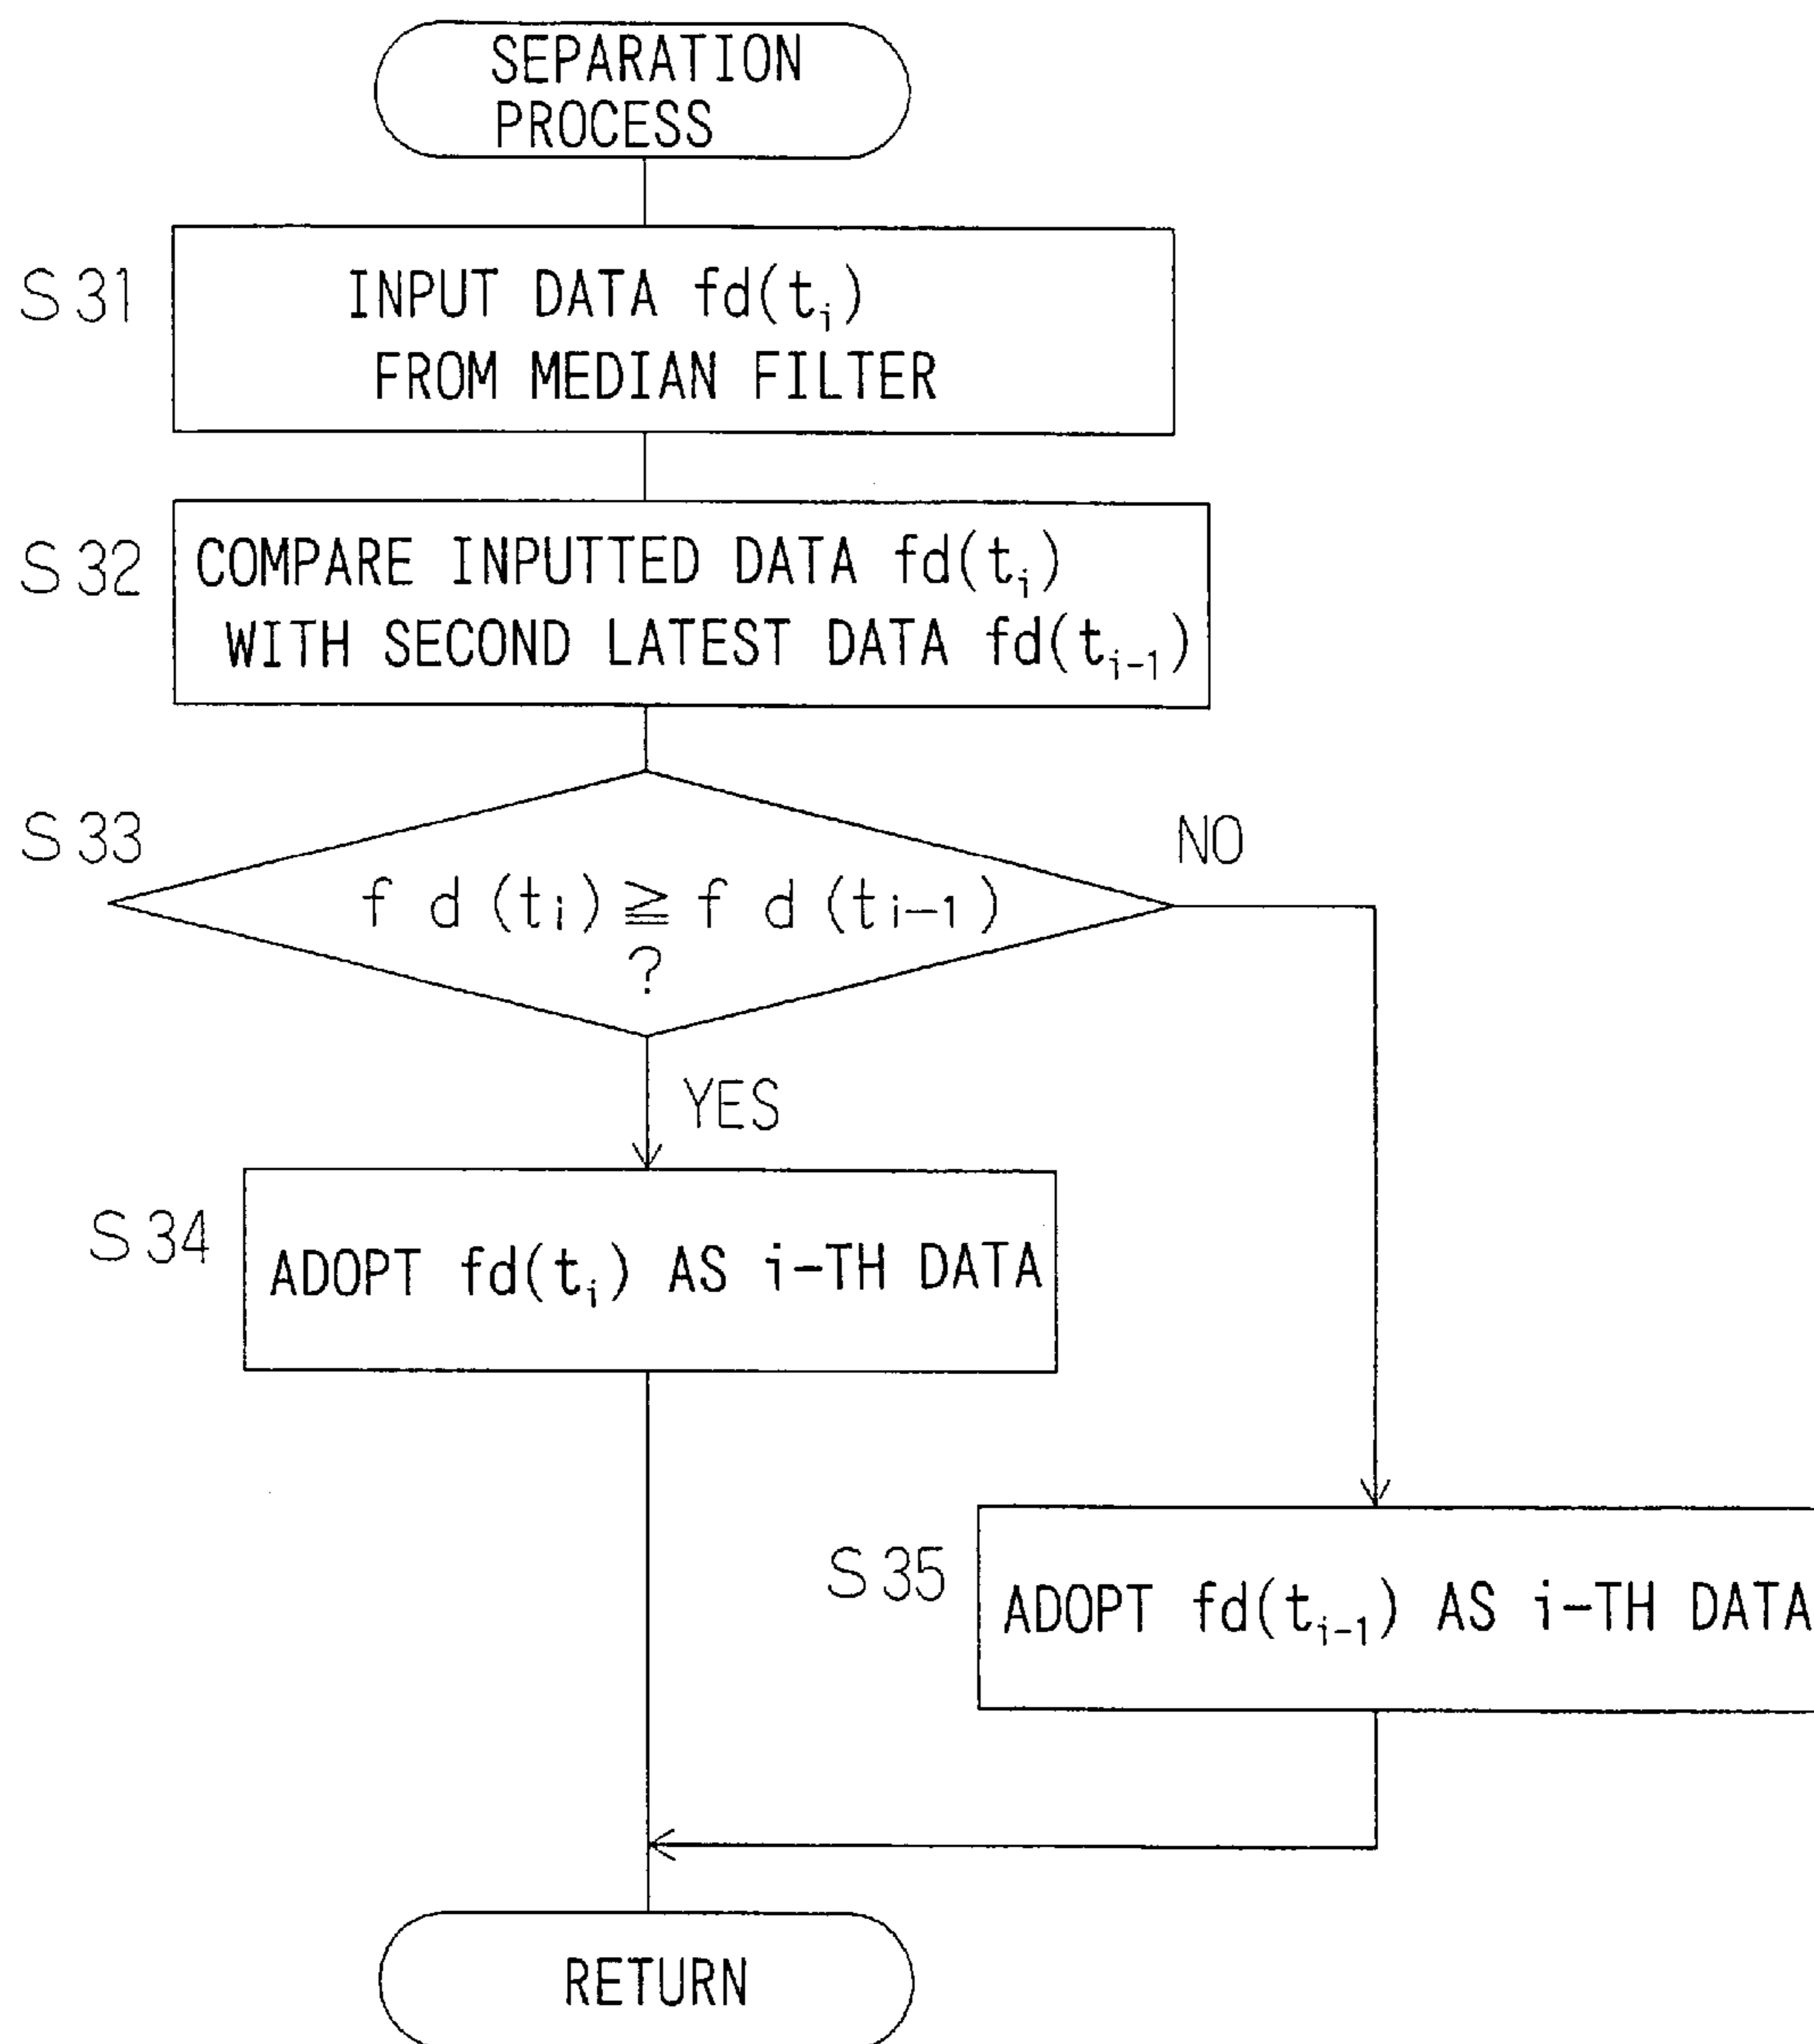 SEPARATION
PROCESS
S31
INPUT DATA fd(tᵢ)
FROM MEDIAN FILTER
S32
COMPARE INPUTTED DATA fd(tᵢ)
WITH SECOND LATEST DATA fd(tᵢ₋₁)
S33
fd(tᵢ)≧fd(tᵢ₋₁)
?
NO
YES
S34
ADOPT fd(tᵢ) AS i-TH DATA
S35
ADOPT fd(tᵢ₋₁) AS i-TH DATA
RETURN